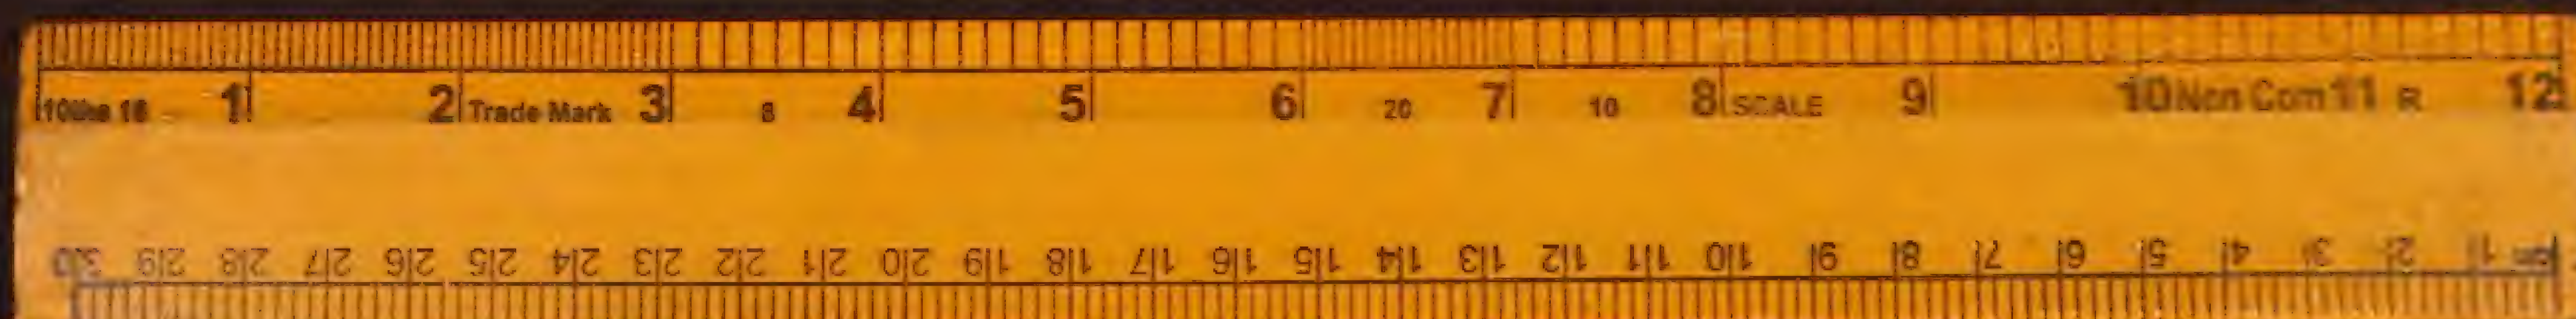 10ths 16 1 2 Trade Mark 3 8 4 5 6 20 7 10 8 SCALE 9 10 Non Com 11 R 12
30 29 28 27 26 25 24 23 22 21 20 19 18 17 16 15 14 13 12 11 10 9 8 7 6 5 4 3 2 1 cm